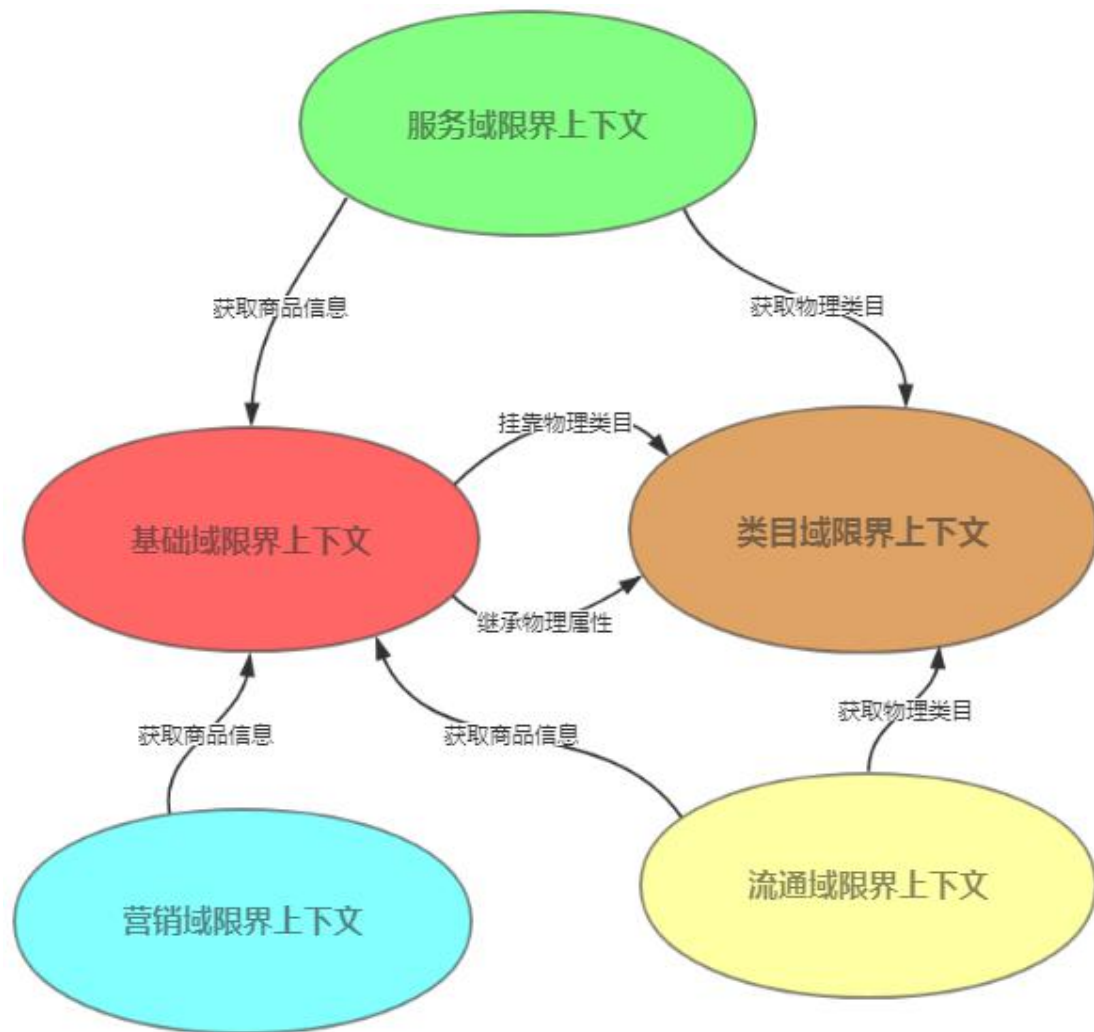 服务域限界上下文
获取商品信息
获取物理类目
挂靠物理类目
基础域限界上下文
类目域限界上下文
继承物理属性
获取商品信息
获取商品信息
获取物理类目
营销域限界上下文
流通域限界上下文